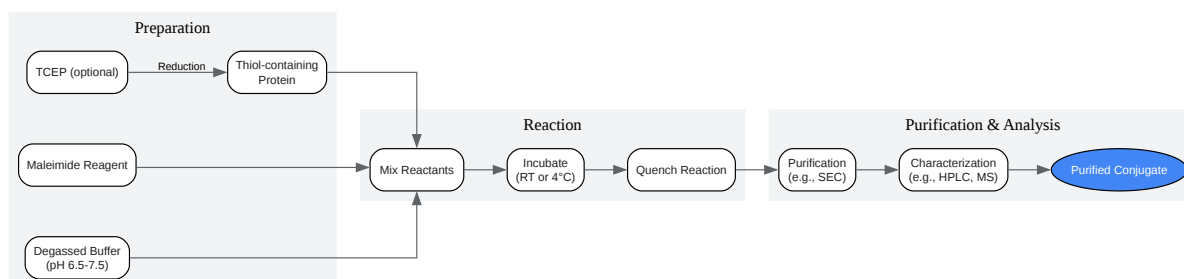 Preparation
TCEP (optional)
Reduction
Thiol-containing
Protein
Maleimide Reagent
Degassed Buffer
(pH 6.5-7.5)
Reaction
Mix Reactants
Incubate
(RT or 4°C)
Quench Reaction
Purification & Analysis
Purification
(e.g., SEC)
Characterization
(e.g., HPLC, MS)
Purified Conjugate